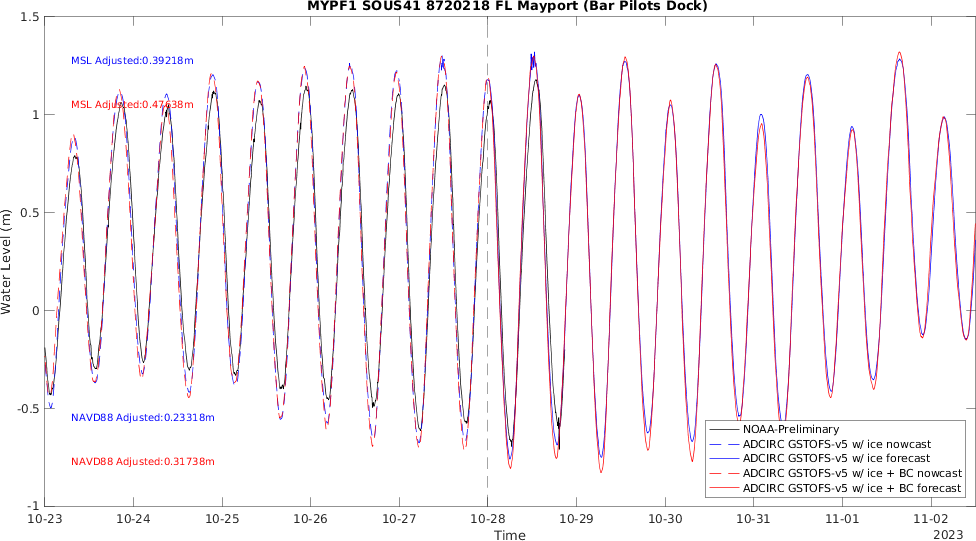 MYPF1 SOUS41 8720218 FL Mayport (Bar Pilots Dock)
1.5
1
0.5
0
-0.5
-1
Water Level (m)
MSL Adjusted:0.39218m
MSL Adjusted:0.47638m
NAVD88 Adjusted:0.23318m
NAVD88 Adjusted:0.31738m
NOAA-Preliminary
ADCIRC GSTOFS-v5 w/ ice nowcast
ADCIRC GSTOFS-v5 w/ ice forecast
ADCIRC GSTOFS-v5 w/ ice + BC nowcast
ADCIRC GSTOFS-v5 w/ ice + BC forecast
10-23 10-24 10-25 10-26 10-27 10-28 10-29 10-30 10-31 11-01 11-02
Time
2023